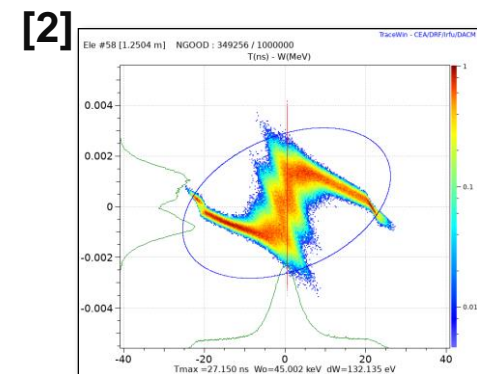 [2]
TraceWin - CEA/DRF/Irfu/DACM
Ele #58 [1.2504 m] NGOOD : 349256 / 1000000
T(ns) - W(MeV)
1
0.004
0.002
0.1
0
-0.002
0.01
-0.004
-40 -20 0 20 40
Tmax =27.150 ns Wo=45.002 keV dW=132.135 eV